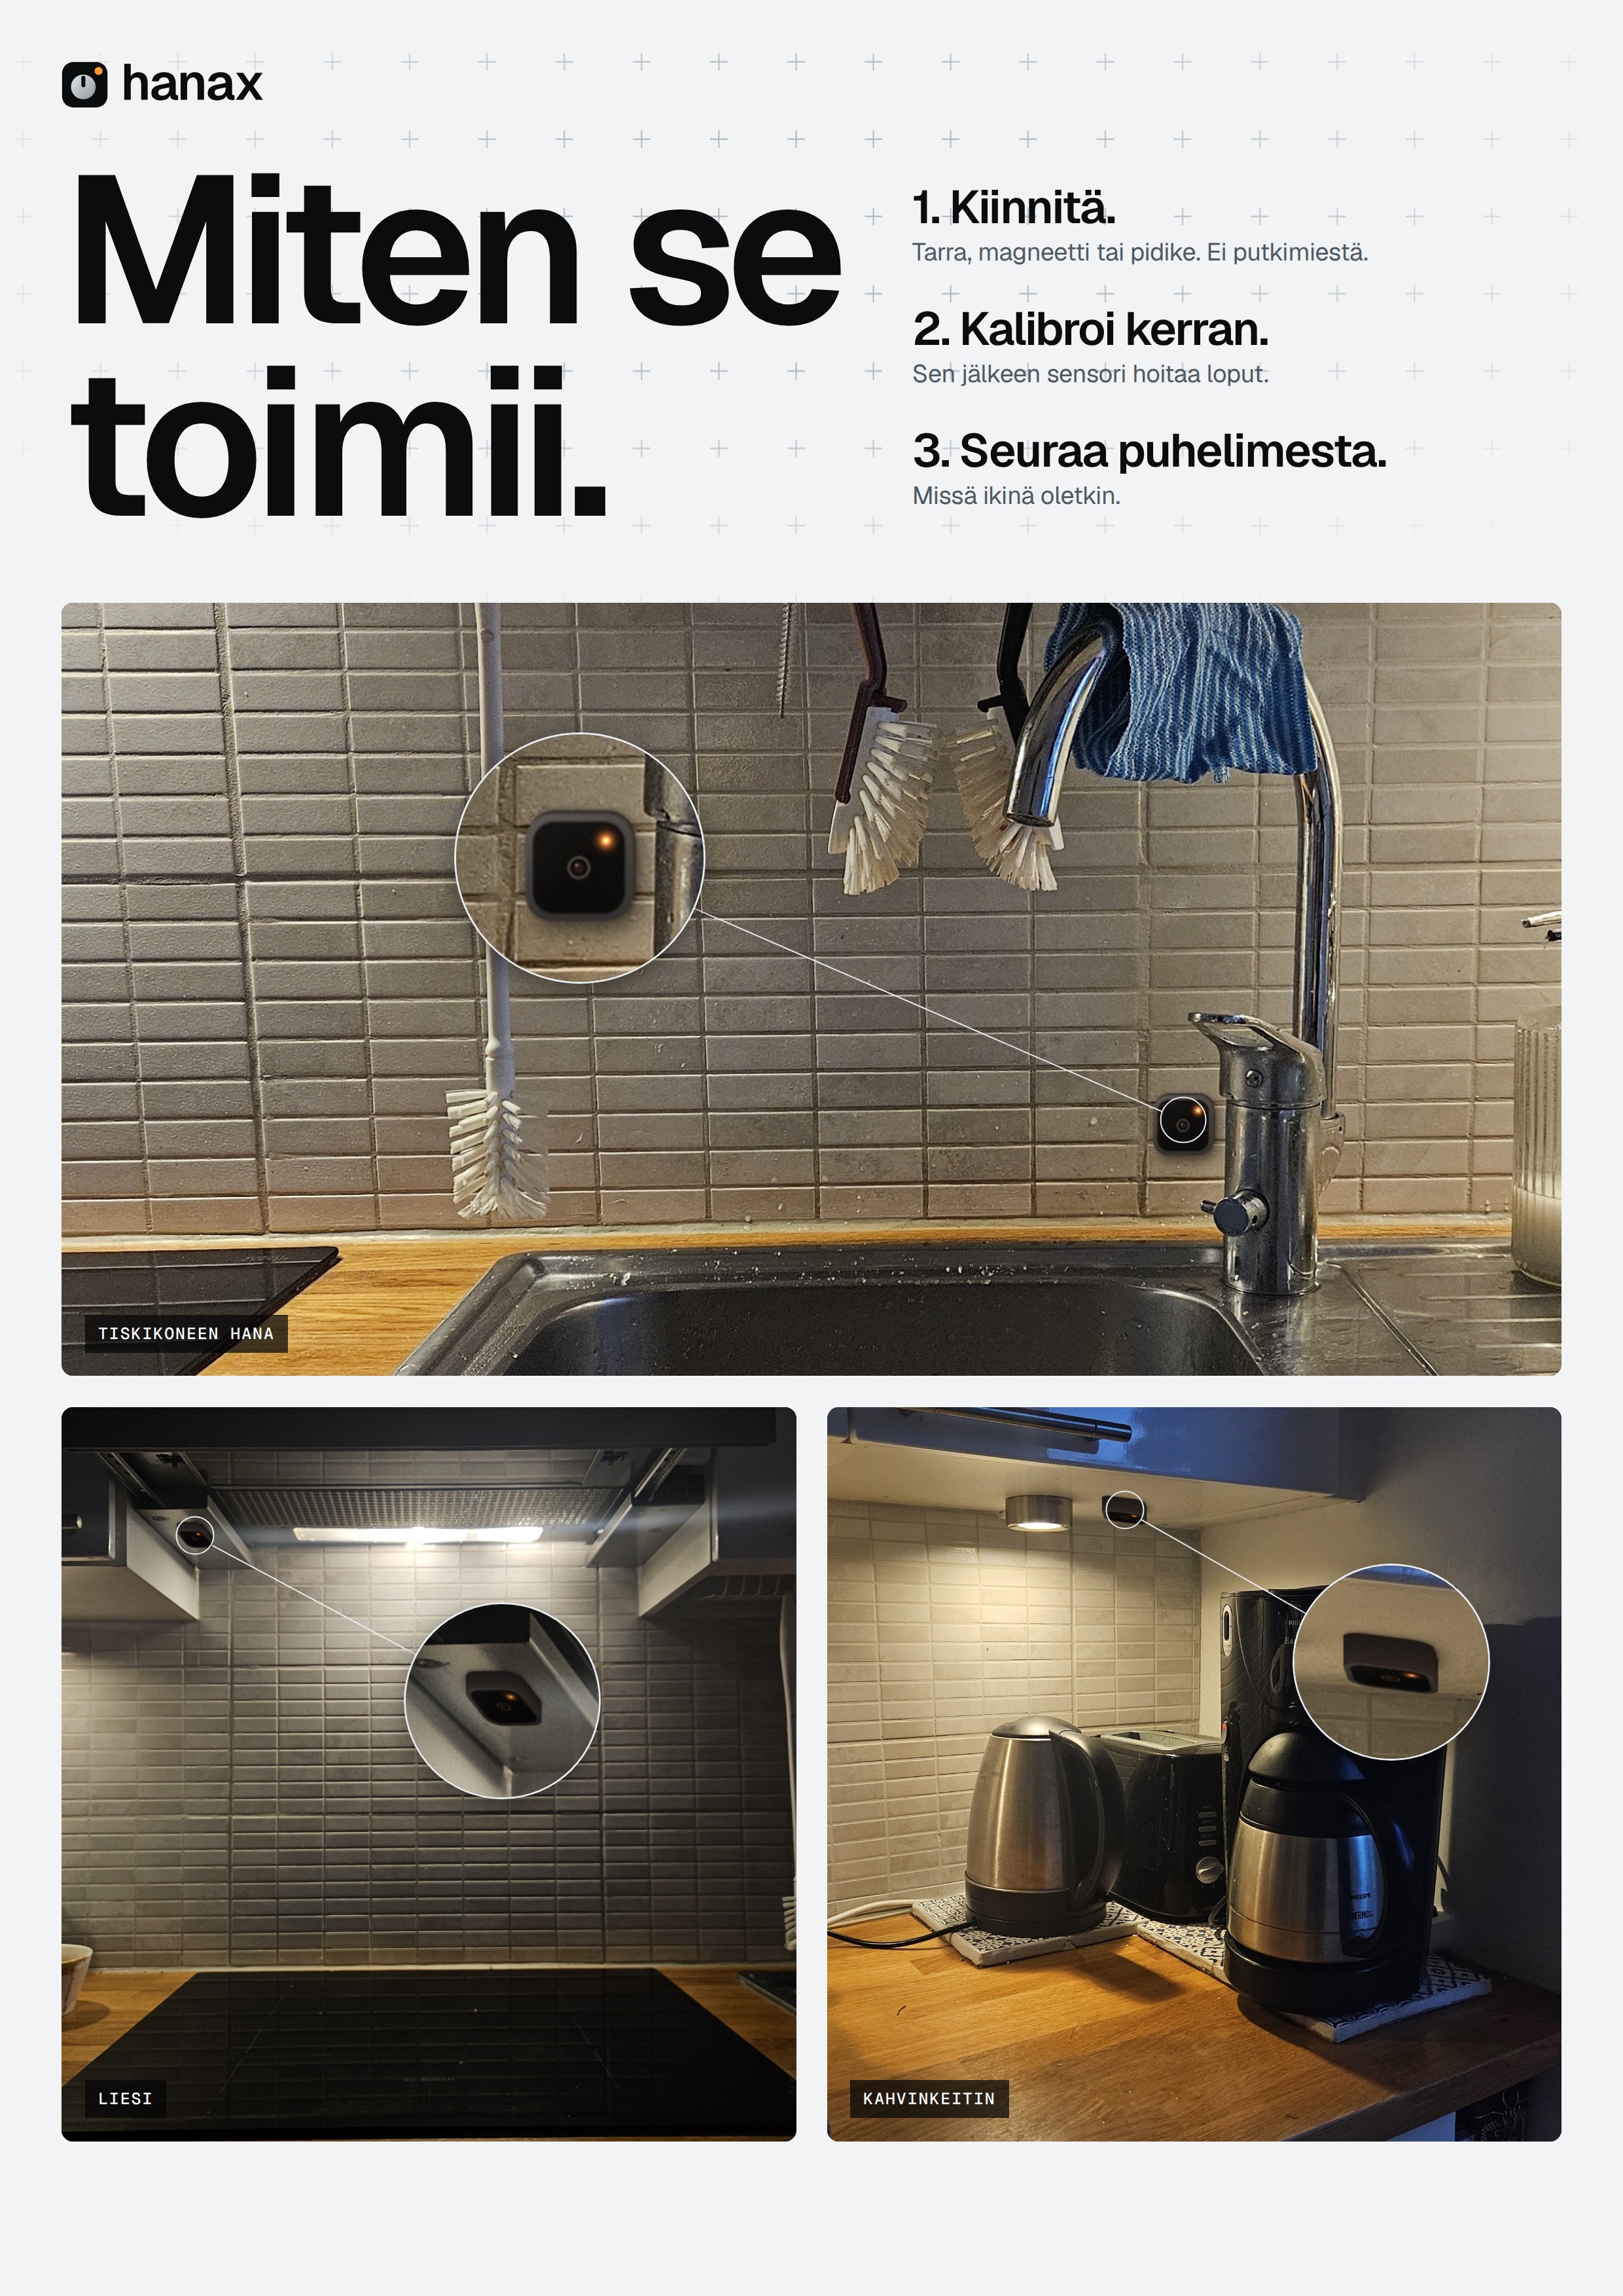 hanax
Miten se
toimii.
1. Kiinnitä.
Tarra, magneetti tai pidike. Ei putkimiestä.
2. Kalibroi kerran.
Sen jälkeen sensori hoitaa loput.
3. Seuraa puhelimesta.
Missä ikinä oletkin.
TISKIKONEEN HANA
LIESI
KAHVINKEITIN
PHILIPS